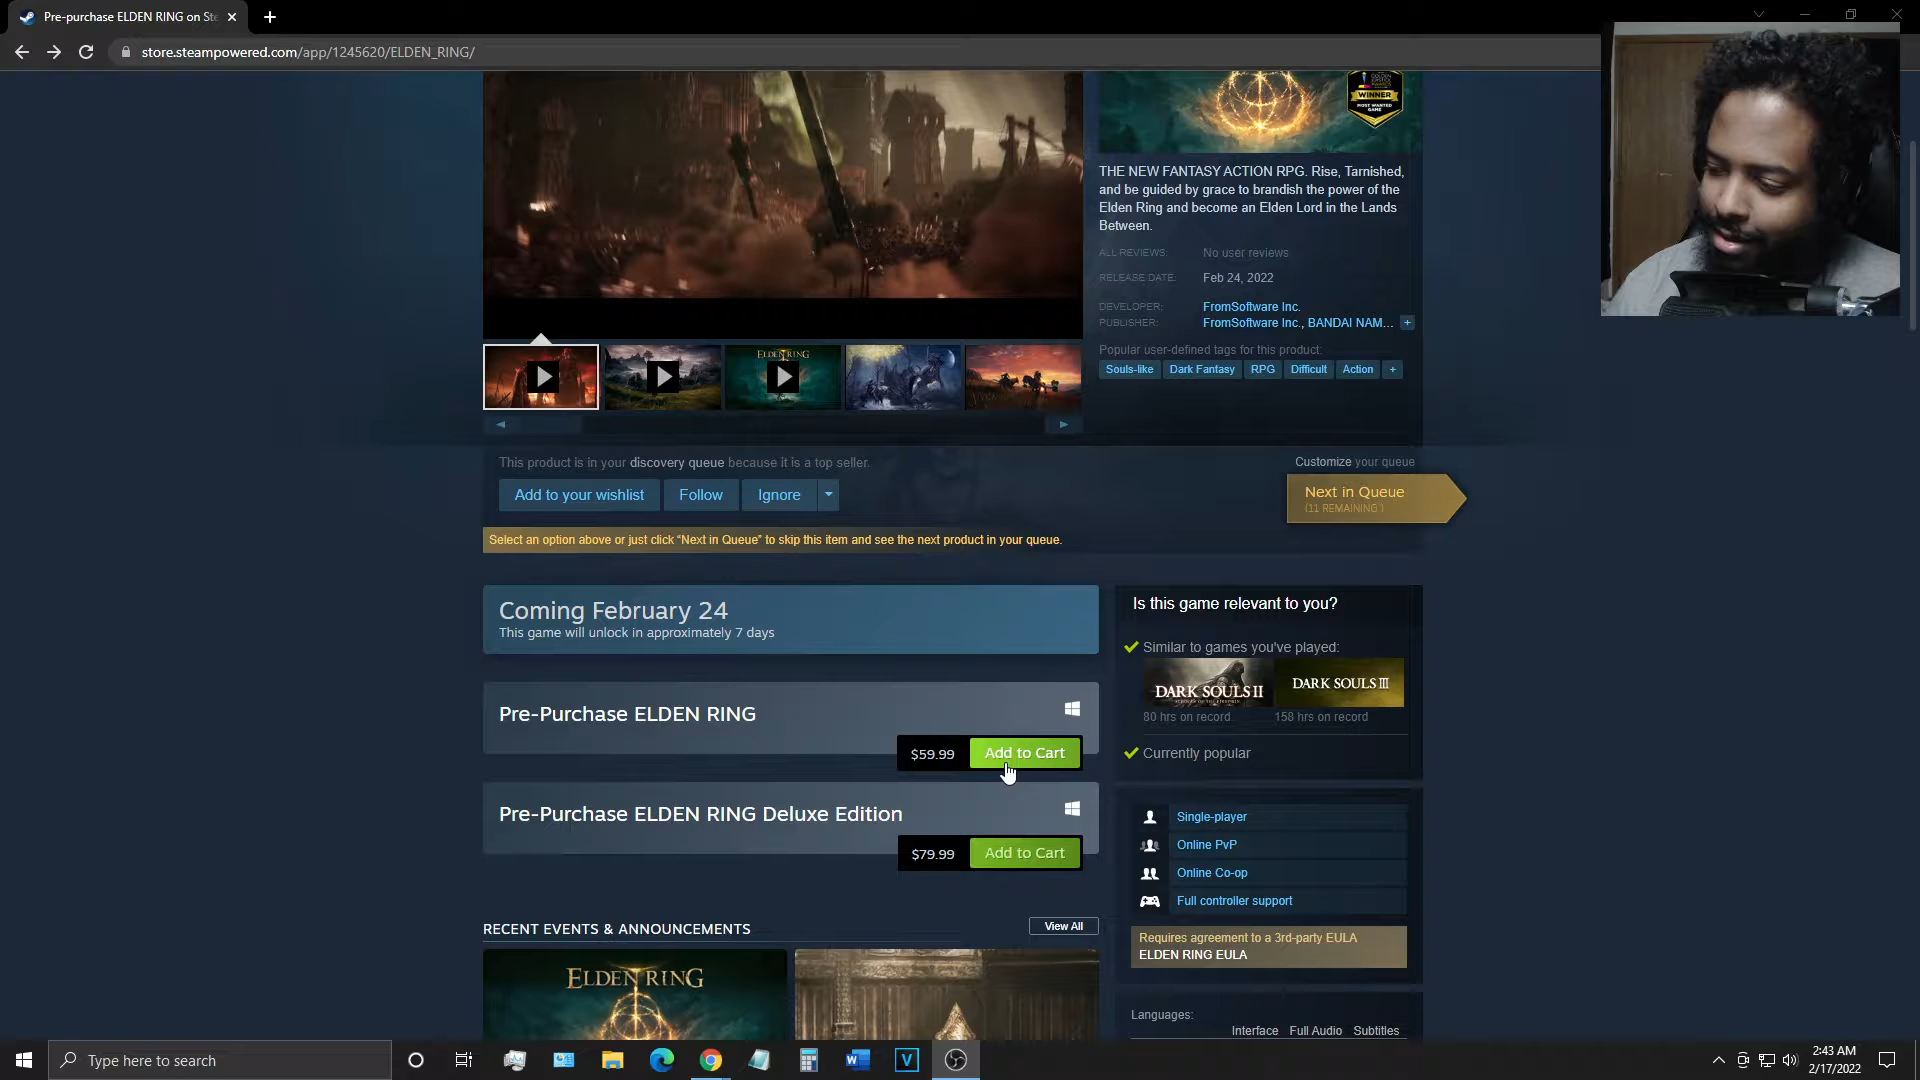 Pre-purchase ELDEN RING on Ste
store.steampowered.com/app/1245620/ELDEN_RING/
WINNER
MOST WANTED
GAME
THE NEW FANTASY ACTION RPG. Rise, Tarnished,
and be guided by grace to brandish the power of the
Elden Ring and become an Elden Lord in the Lands
Between.
ALL REVIEWS: No user reviews
RELEASE DATE: Feb 24, 2022
DEVELOPER: FromSoftware Inc.
PUBLISHER: FromSoftware Inc., BANDAI NAM... +
Popular user-defined tags for this product:
Souls-like Dark Fantasy RPG Difficult Action +
ELDEN RING
This product is in your discovery queue because it is a top seller.
Customize your queue
Add to your wishlist Follow Ignore
Next in Queue
(11 REMAINING )
Select an option above or just click “Next in Queue” to skip this item and see the next product in your queue.
Coming February 24
This game will unlock in approximately 7 days
Pre-Purchase ELDEN RING
$59.99 Add to Cart
Pre-Purchase ELDEN RING Deluxe Edition
$79.99 Add to Cart
RECENT EVENTS & ANNOUNCEMENTS View All
ELDEN RING
Is this game relevant to you?
Similar to games you've played:
DARK SOULS II DARK SOULS III
80 hrs on record 158 hrs on record
Currently popular
Single-player
Online PvP
Online Co-op
Full controller support
Requires agreement to a 3rd-party EULA
ELDEN RING EULA
Languages:
Interface Full Audio Subtitles
Type here to search
2:43 AM
2/17/2022